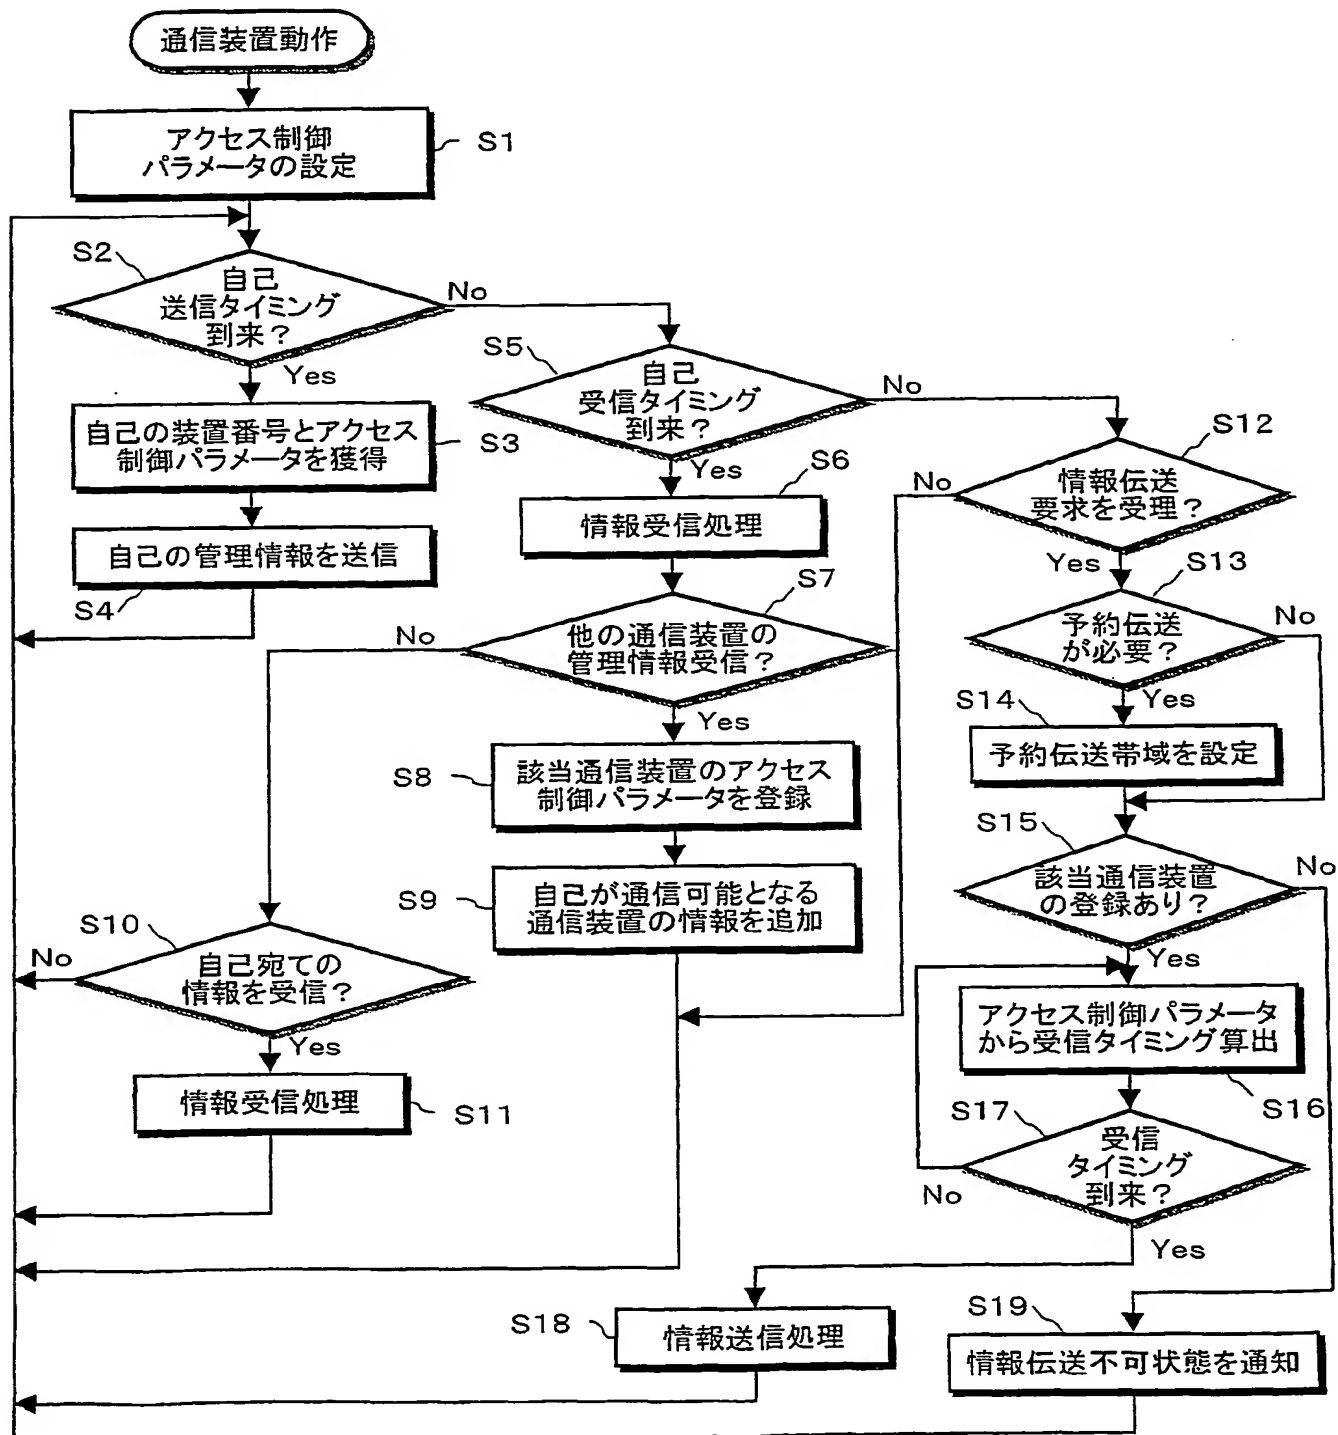 通信装置動作
アクセス制御
パラメータの設定
S1
S2
自己
送信タイミング
到来?
No
Yes
自己の装置番号とアクセス
制御パラメータを獲得
S3
自己の管理情報を送信
S4
S5
自己
受信タイミング
到来?
No
Yes
S6
情報受信処理
S7
他の通信装置の
管理情報受信?
No
Yes
S8
該当通信装置のアクセス
制御パラメータを登録
S9
自己が通信可能となる
通信装置の情報を追加
S10
自己宛ての
情報を受信?
No
Yes
情報受信処理
S11
S12
情報伝送
要求を受理?
No
Yes
S13
予約伝送
が必要?
No
Yes
S14
予約伝送帯域を設定
S15
該当通信装置
の登録あり?
No
Yes
アクセス制御パラメータ
から受信タイミング算出
S16
S17
受信
タイミング
到来?
No
Yes
S18
情報送信処理
S19
情報伝送不可状態を通知